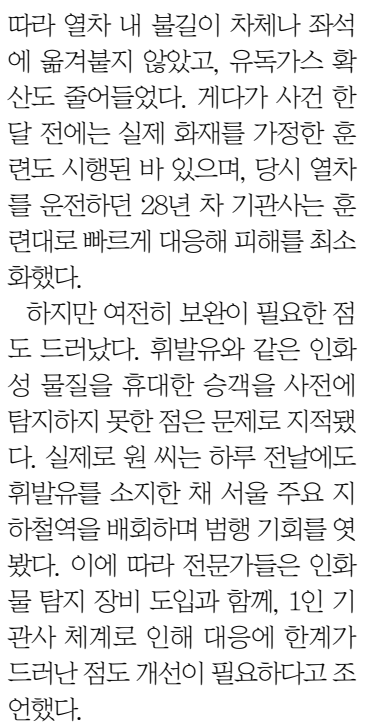 따라 열차 내 불길이 차체나 좌석
에 옮겨붙지 않았고, 유독가스 확
산도 줄어들었다. 게다가 사건 한
달 전에는 실제 화재를 가정한 훈
련도 시행된 바 있으며, 당시 열차
를 운전하던 28년 차 기관사는 훈
련대로 빠르게 대응해 피해를 최소
화했다.
하지만 여전히 보완이 필요한 점
도 드러났다. 휘발유와 같은 인화
성 물질을 휴대한 승객을 사전에
탐지하지 못한 점은 문제로 지적됐
다. 실제로 원 씨는 하루 전날에도
휘발유를 소지한 채 서울 주요 지
하철역을 배회하며 범행 기회를 엿
봤다. 이에 따라 전문가들은 인화
물 탐지 장비 도입과 함께, 1인 기
관사 체계로 인해 대응에 한계가
드러난 점도 개선이 필요하다고 조
언했다.